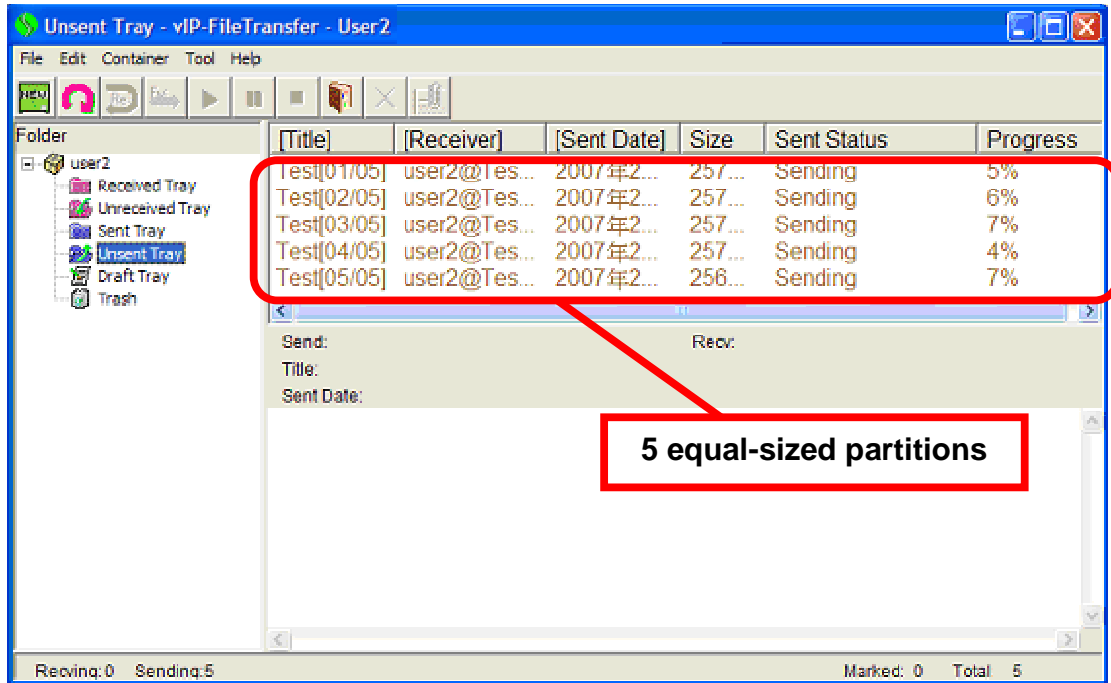 Unsent Tray - vIP-FileTransfer - User2
File Edit Container Tool Help
NEW
Folder
user2
Received Tray
Unreceived Tray
Sent Tray
Unsent Tray
Draft Tray
Trash
[Title] [Receiver] [Sent Date] Size Sent Status Progress
Test[01/05] user2@Tes... 2007年2... 257... Sending 5%
Test[02/05] user2@Tes... 2007年2... 257... Sending 6%
Test[03/05] user2@Tes... 2007年2... 257... Sending 7%
Test[04/05] user2@Tes... 2007年2... 257... Sending 4%
Test[05/05] user2@Tes... 2007年2... 256... Sending 7%
Send: Recv:
Title:
Sent Date:
5 equal-sized partitions
Recving:0 Sending:5 Marked: 0 Total 5